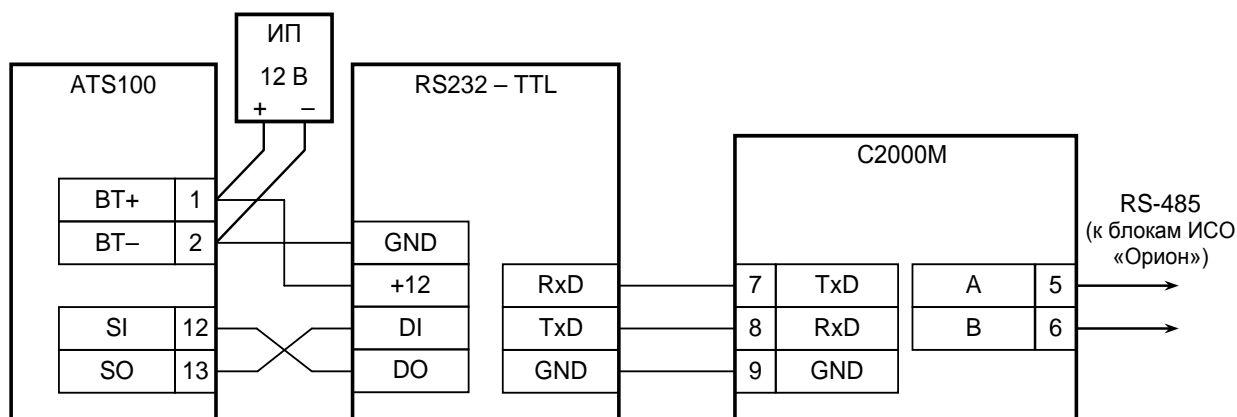 ИП
12 В
+ –
ATS100
RS232 – TTL
C2000M
BT+ 1
BT– 2
SI 12
SO 13
GND
+12
DI
DO
RxD
TxD
GND
7 TxD
8 RxD
9 GND
A 5
B 6
RS-485
(к блокам ИСО
«Орион»)